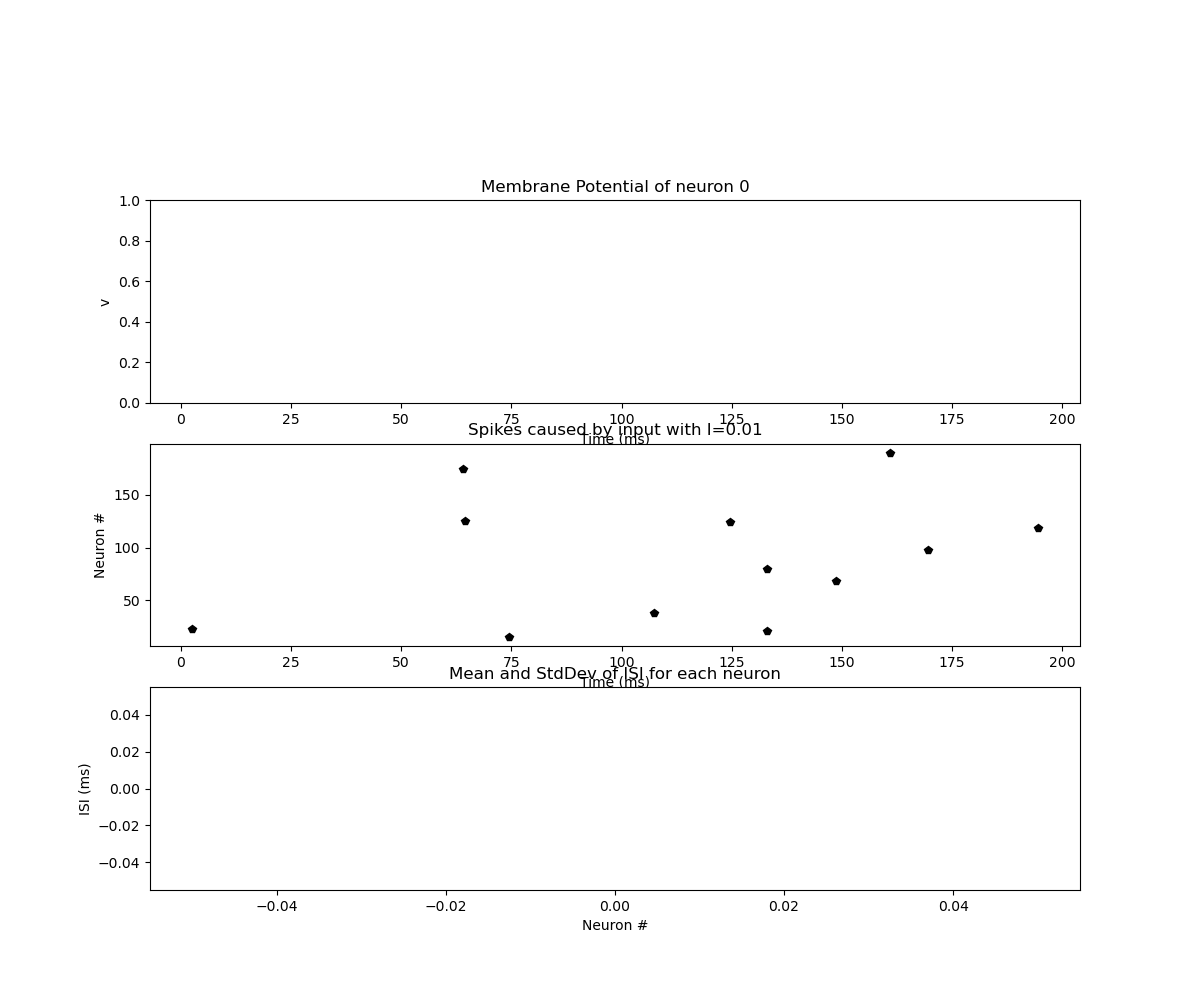 Membrane Potential of neuron 0
1.0
0.8
0.6
0.4
0.2
0.0
v
0 25 50 75 100 125 150 175 200
Time (ms)
Spikes caused by input with I=0.01
150
100
50
Neuron #
0 25 50 75 100 125 150 175 200
Time (ms)
Mean and StdDev of ISI for each neuron
0.04
0.02
0.00
−0.02
−0.04
ISI (ms)
−0.04 −0.02 0.00 0.02 0.04
Neuron #